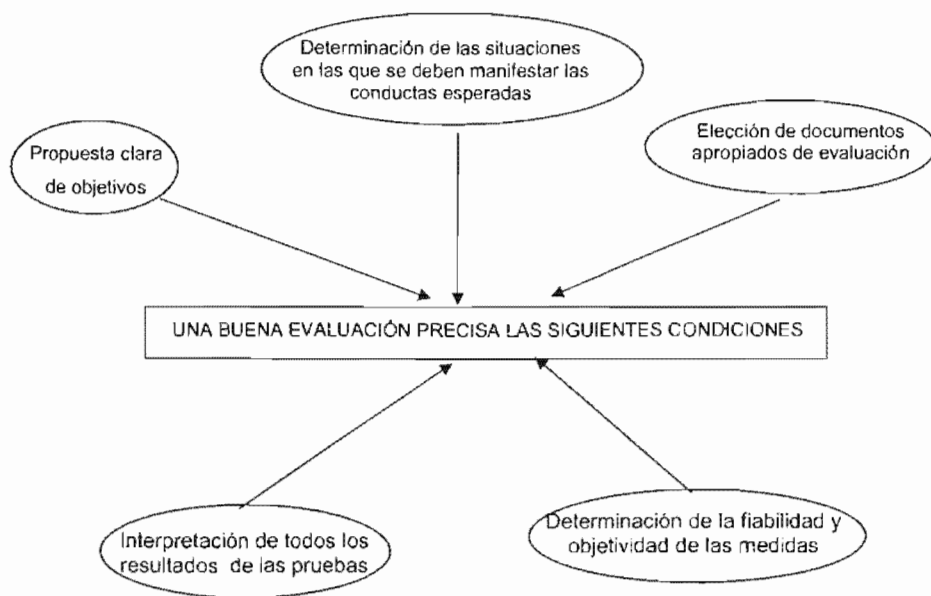 Determinación de las situaciones
en las que se deben manifestar las
conductas esperadas
Propuesta clara
de objetivos
Elección de documentos
apropiados de evaluación
UNA BUENA EVALUACIÓN PRECISA LAS SIGUIENTES CONDICIONES
Interpretación de todos los
resultados de las pruebas
Determinación de la fiabilidad y
objetividad de las medidas